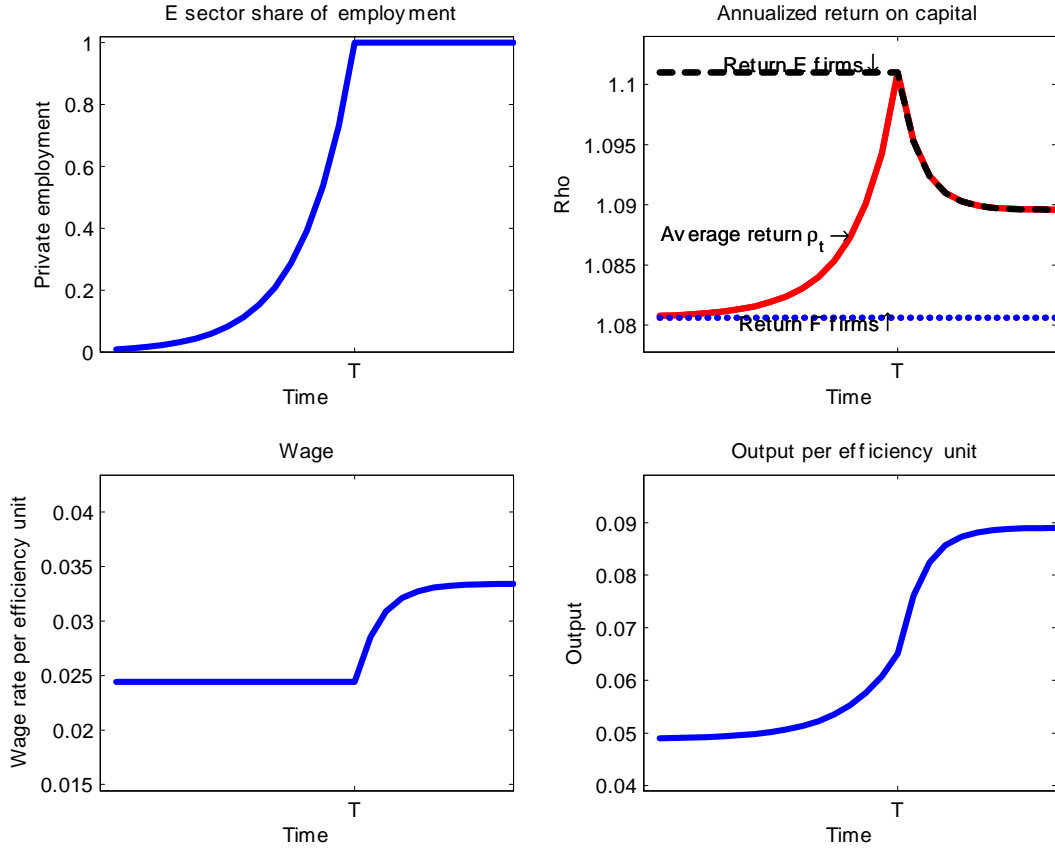 E sector share of employment
1
0.8
0.6
0.4
0.2
0
Private employment
T
Time
Annualized return on capital
1.1
1.095
1.09
1.085
1.08
Rho
Return E firms↓
Average return ρt→
Return F firms↑
T
Time
Wage
0.04
0.035
0.03
0.025
0.02
0.015
Wage rate per efficiency unit
T
Time
Output per efficiency unit
0.09
0.08
0.07
0.06
0.05
0.04
Output
T
Time